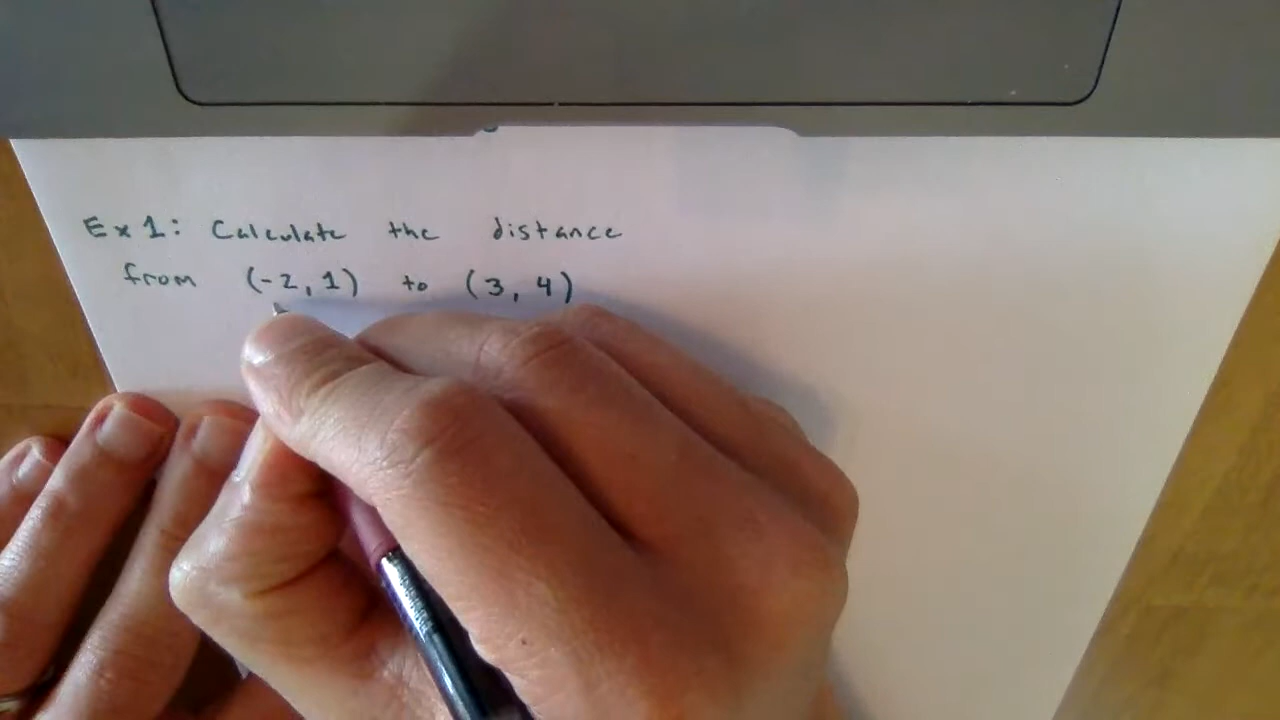 Ex 1: Calculate the distance
from (-2, 1) to (3, 4)